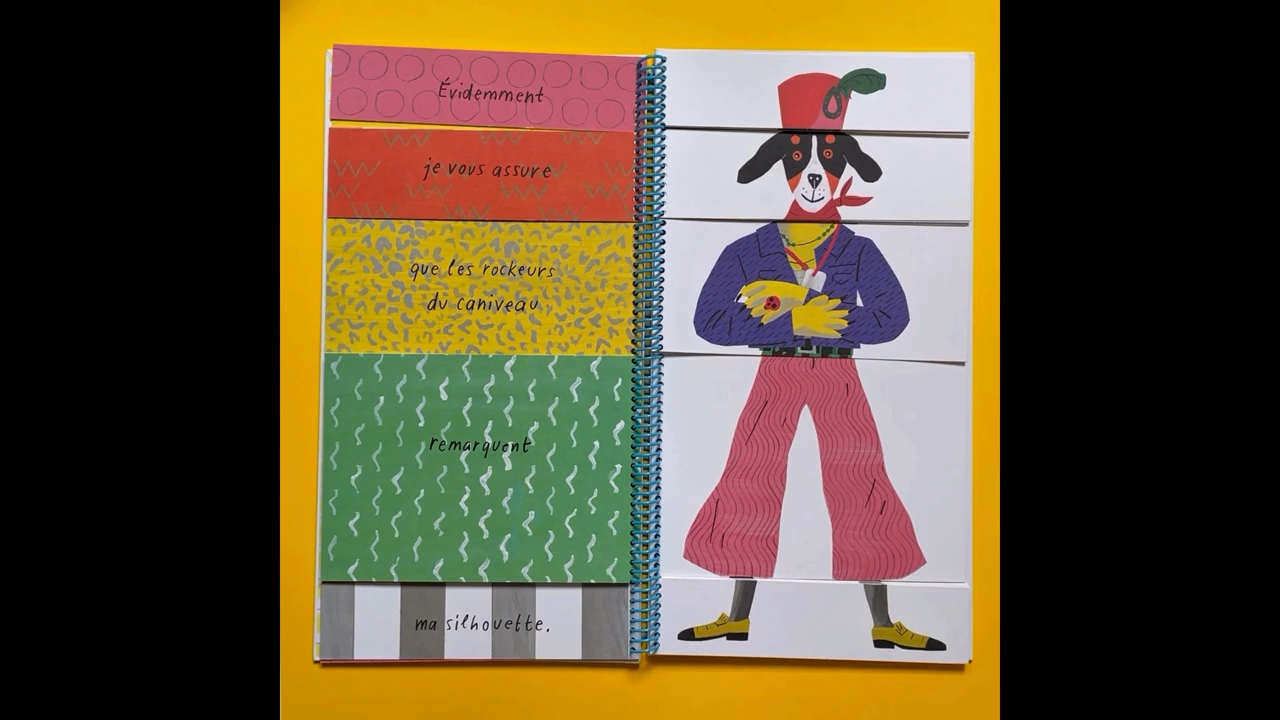 Évidemment
je vous assure
que les rockeurs
du caniveau
remarquent
ma silhouette.